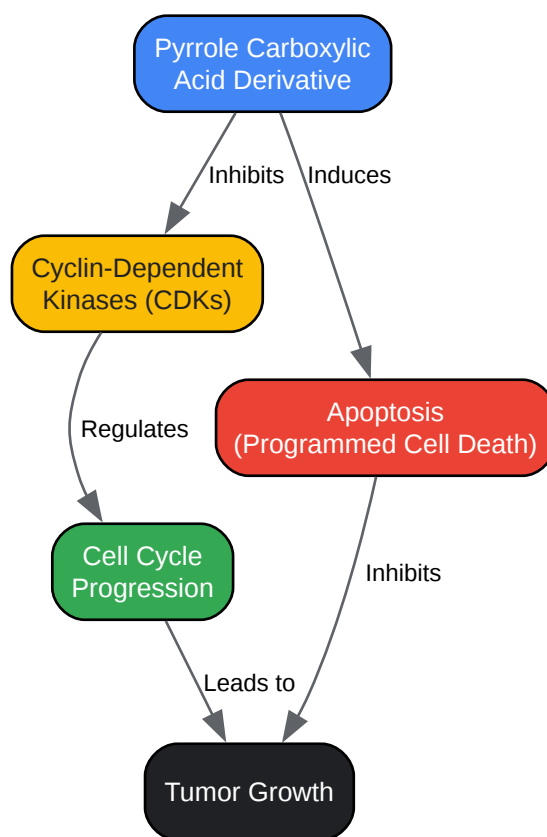 Pyrrole Carboxylic
Acid Derivative
Inhibits
Induces
Cyclin-Dependent
Kinases (CDKs)
Apoptosis
(Programmed Cell Death)
Regulates
Cell Cycle
Progression
Inhibits
Leads to
Tumor Growth